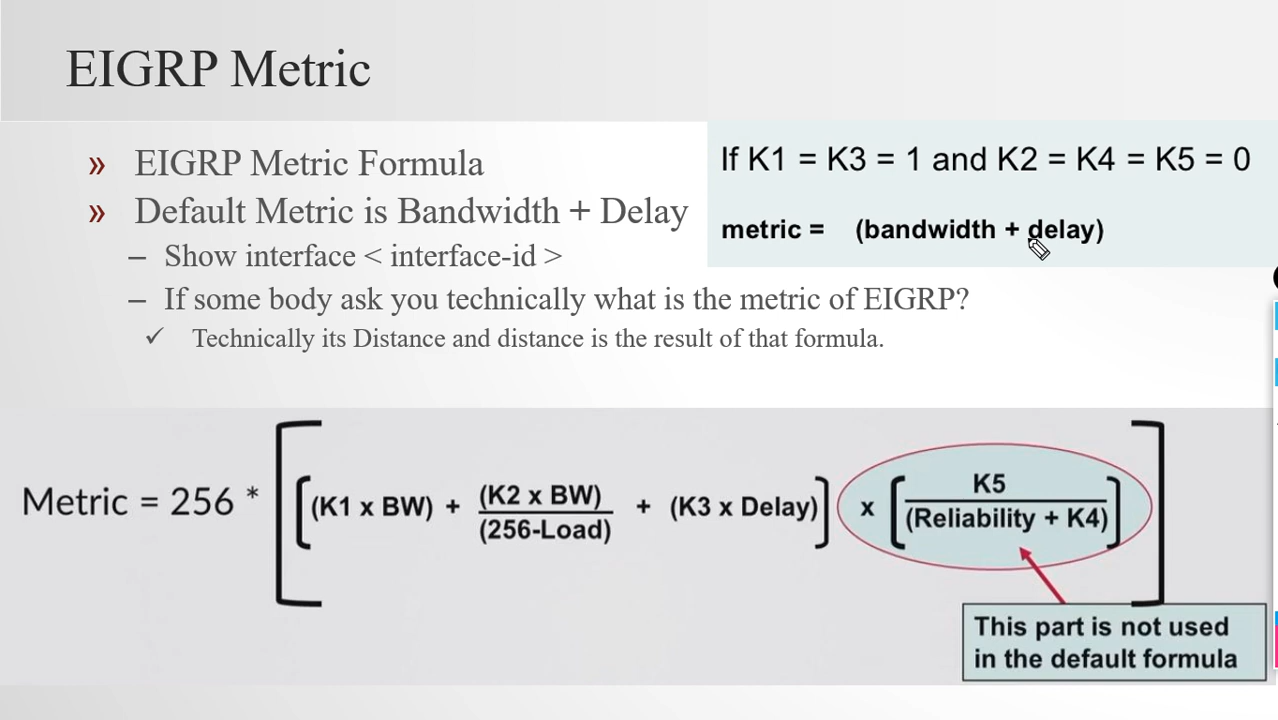 EIGRP Metric
» EIGRP Metric Formula
» Default Metric is Bandwidth + Delay
– Show interface < interface-id >
– If some body ask you technically what is the metric of EIGRP?
✓ Technically its Distance and distance is the result of that formula.
If K1 = K3 = 1 and K2 = K4 = K5 = 0
metric = (bandwidth + delay)
Metric = 256 * [[(K1 x BW) + (K2 x BW) / (256-Load) + (K3 x Delay)] x [K5 / (Reliability + K4)]]
This part is not used
in the default formula